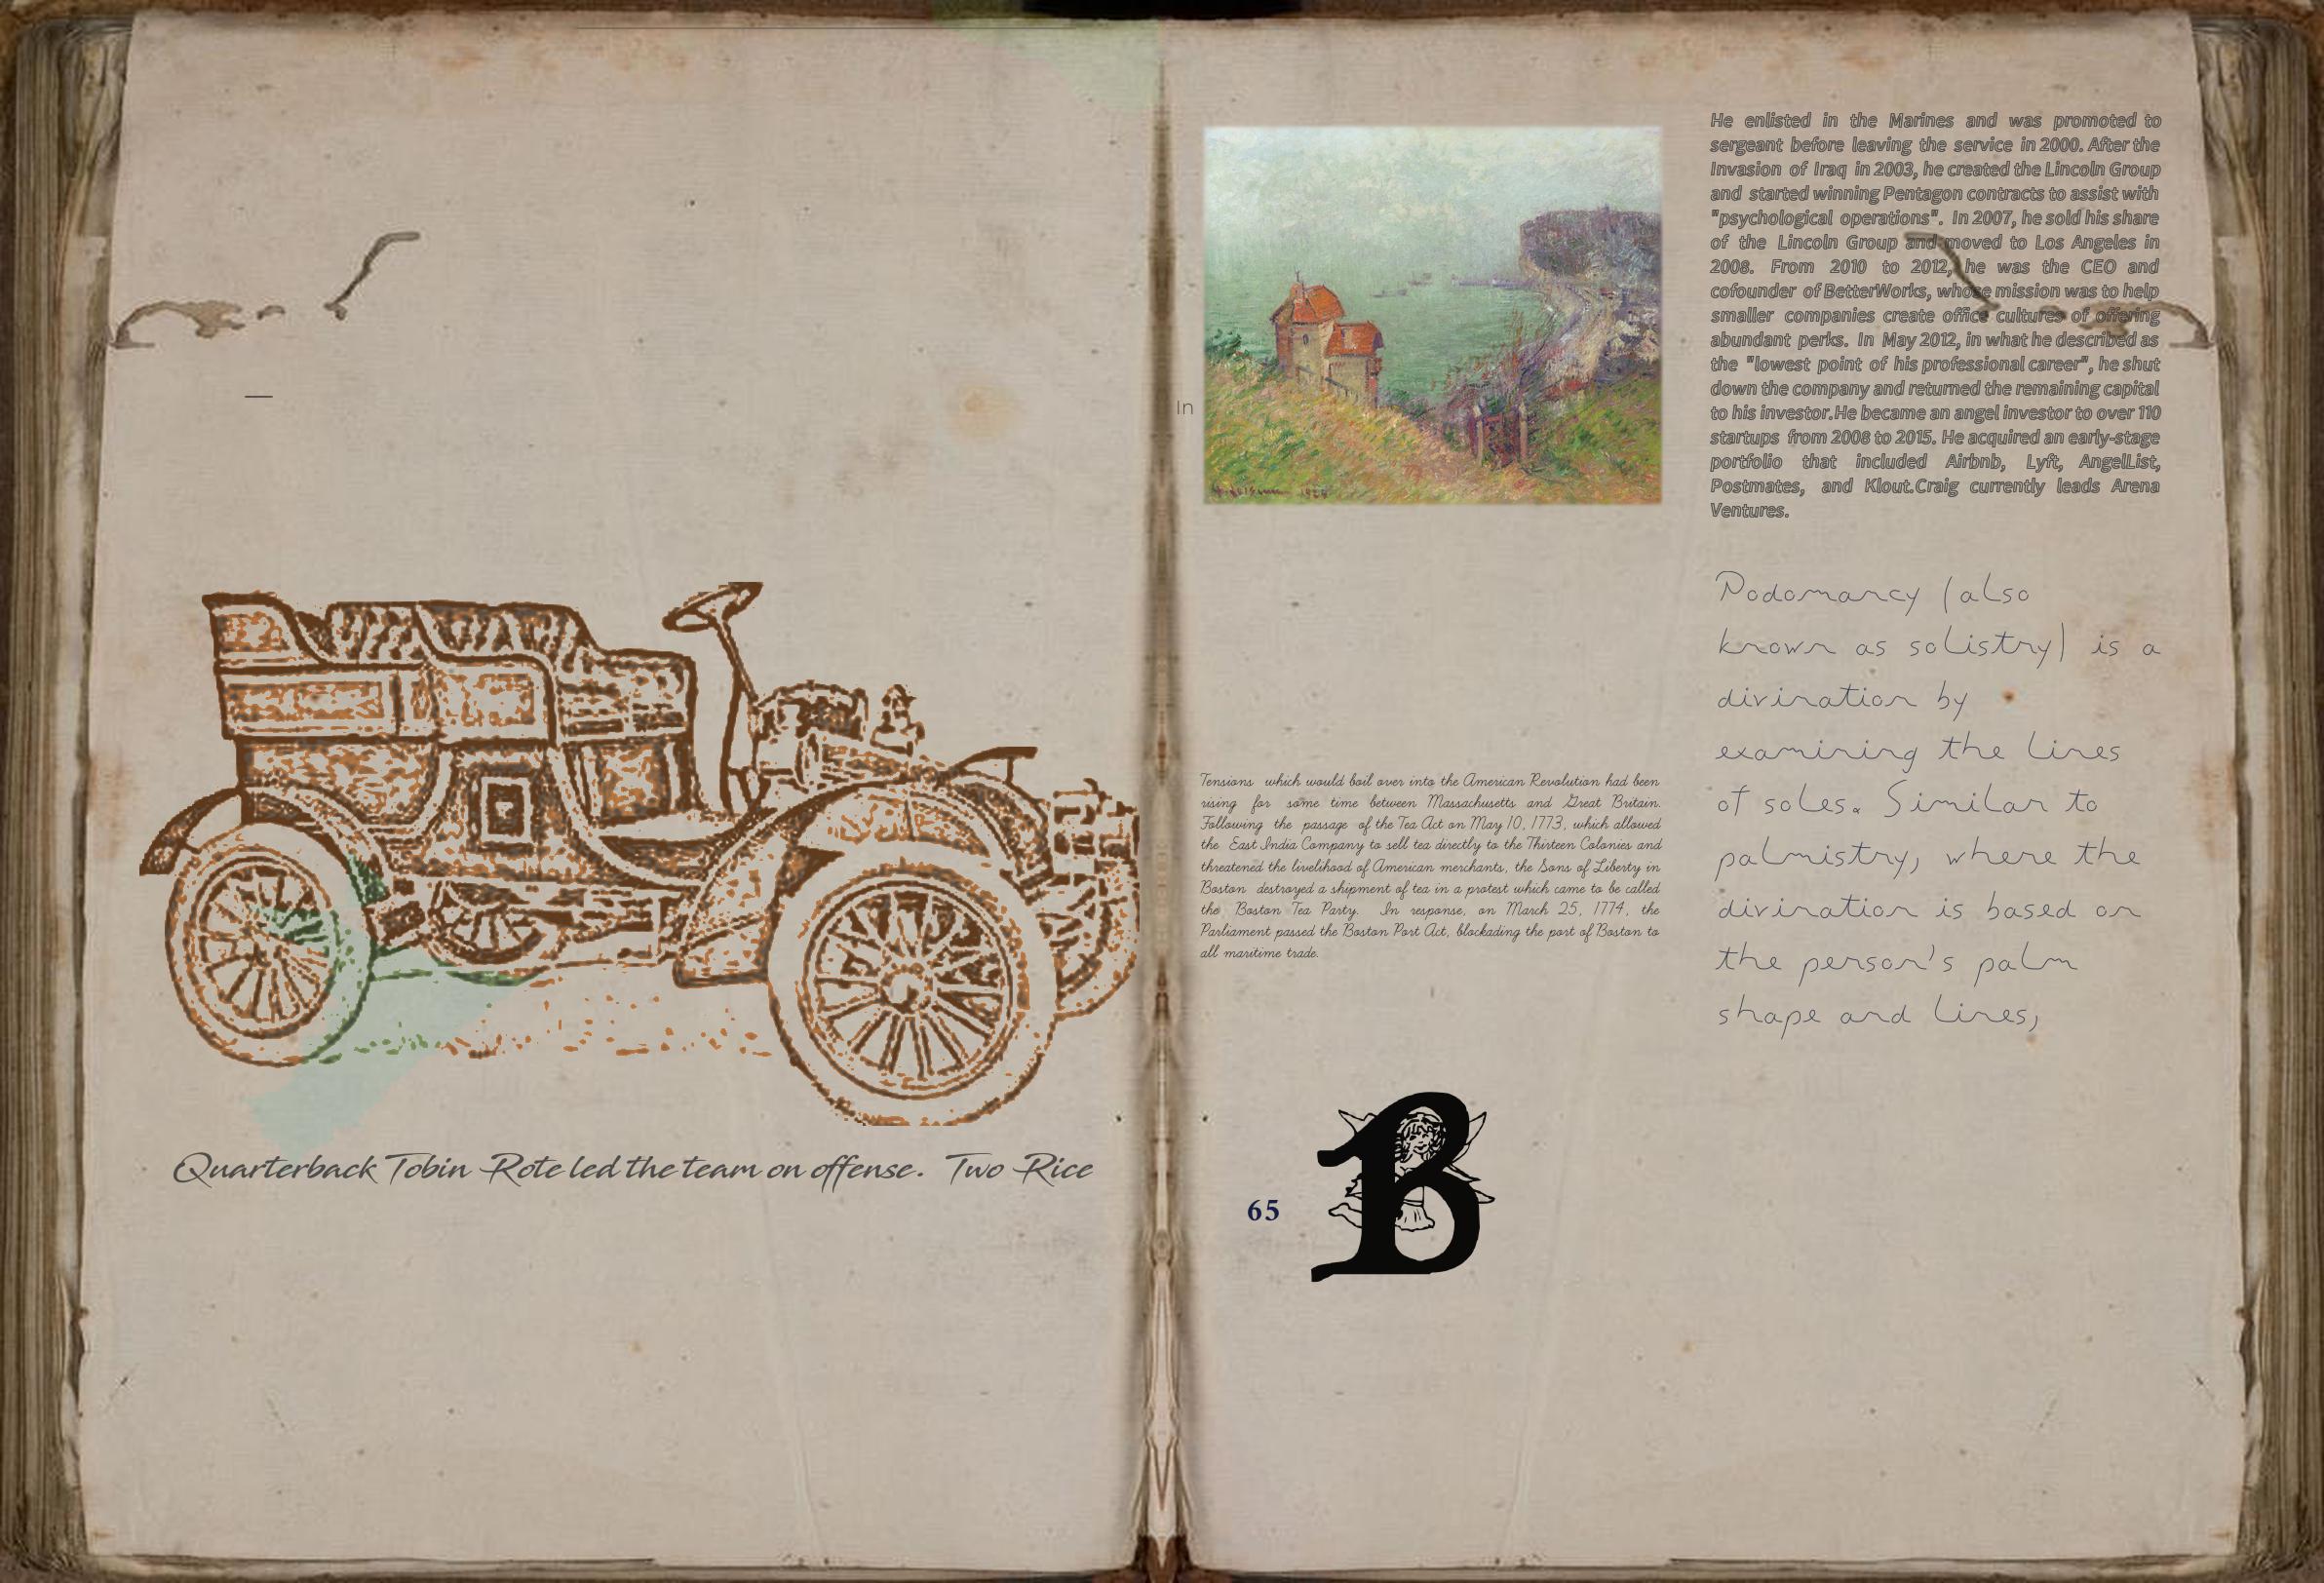 —
Quarterback Tobin Rote led the team on offense. Two Rice
In
Tensions which would boil over into the American Revolution had been
rising for some time between Massachusetts and Great Britain.
Following the passage of the Tea Act on May 10, 1773, which allowed
the East India Company to sell tea directly to the Thirteen Colonies and
threatened the livelihood of American merchants, the Sons of Liberty in
Boston destroyed a shipment of tea in a protest which came to be called
the Boston Tea Party. In response, on March 25, 1774, the
Parliament passed the Boston Port Act, blockading the port of Boston to
all maritime trade.
65
B
He enlisted in the Marines and was promoted to
sergeant before leaving the service in 2000. After the
Invasion of Iraq in 2003, he created the Lincoln Group
and started winning Pentagon contracts to assist with
"psychological operations". In 2007, he sold his share
of the Lincoln Group and moved to Los Angeles in
2008. From 2010 to 2012, he was the CEO and
cofounder of BetterWorks, whose mission was to help
smaller companies create office cultures of offering
abundant perks. In May 2012, in what he described as
the "lowest point of his professional career", he shut
down the company and returned the remaining capital
to his investor.He became an angel investor to over 110
startups from 2008 to 2015. He acquired an early-stage
portfolio that included Airbnb, Lyft, AngelList,
Postmates, and Klout.Craig currently leads Arena
Ventures.
Podomancy (also
known as solistry) is a
divination by
examining the lines
of soles. Similar to
palmistry, where the
divination is based on
the person's palm
shape and lines,